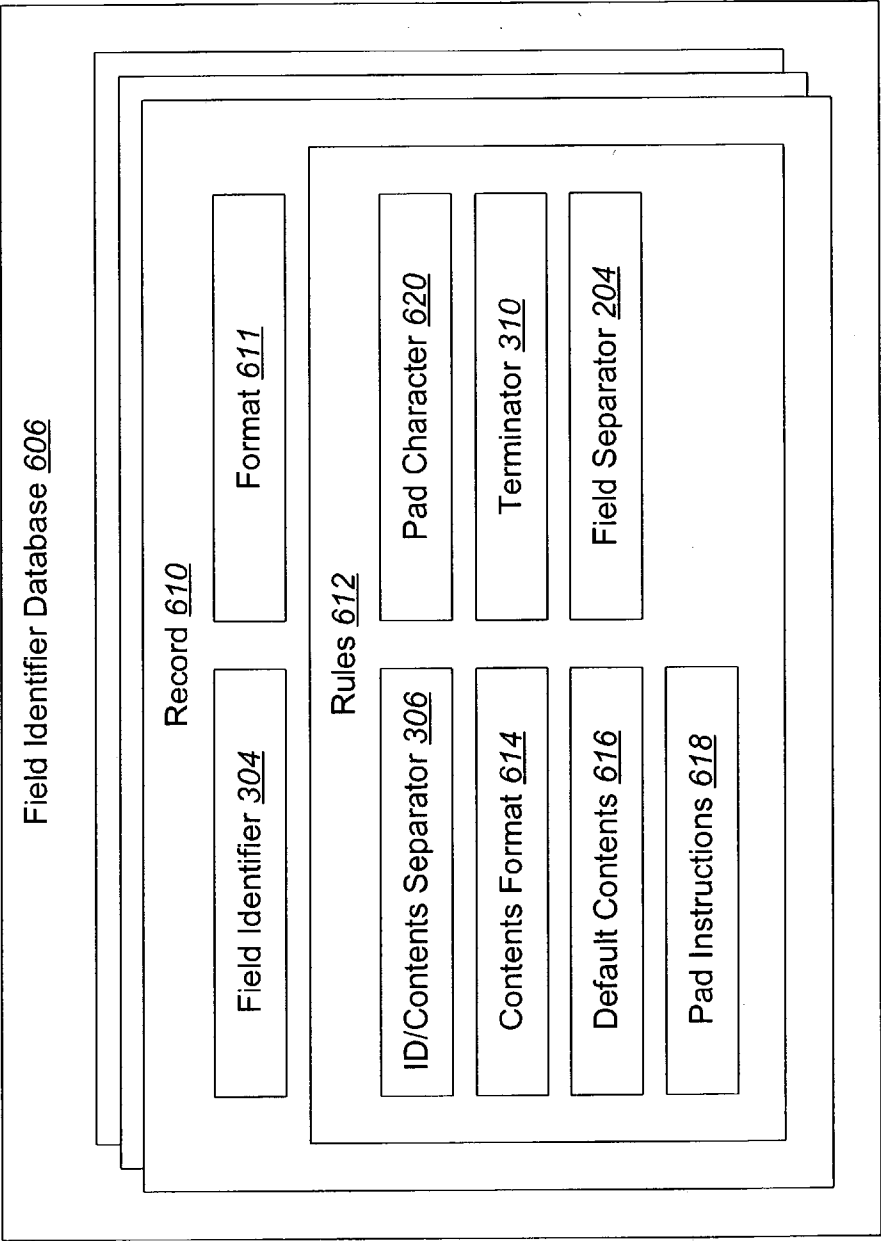 Field Identifier Database 606
Record 610
Field Identifier 304
Format 611
Rules 612
ID/Contents Separator 306
Pad Character 620
Contents Format 614
Terminator 310
Default Contents 616
Field Separator 204
Pad Instructions 618